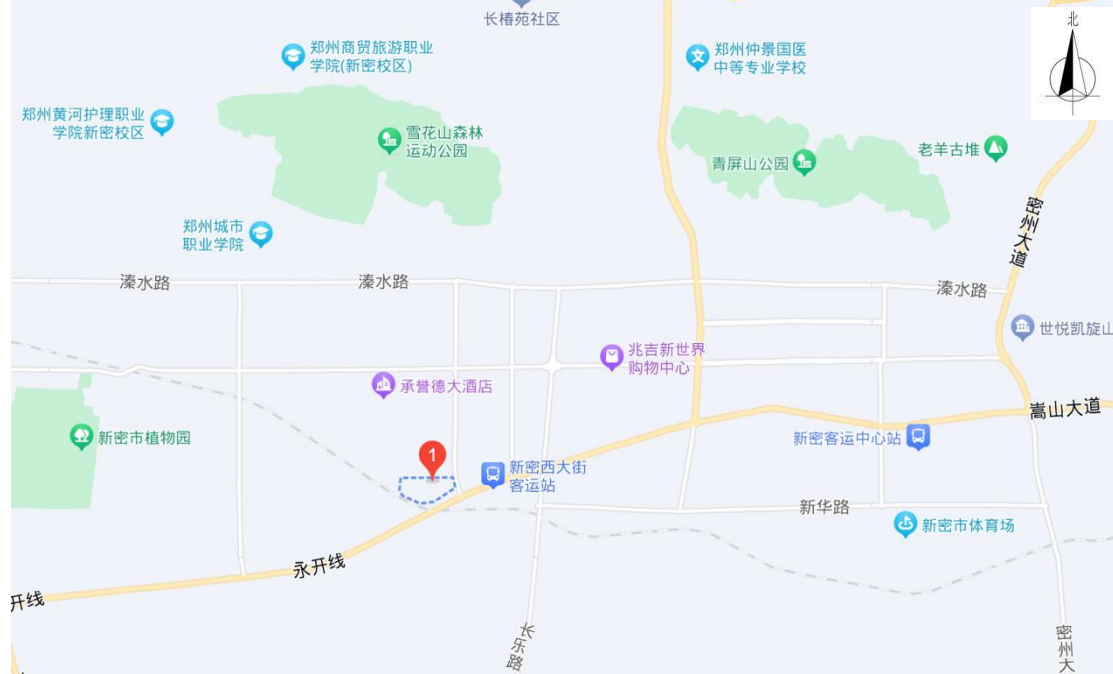 长椿苑社区
北
郑州商贸旅游职业
学院(新密校区)
郑州仲景国医
中等专业学校
郑州黄河护理职业
学院新密校区
雪花山森林
运动公园
青屏山公园
老羊古堆
密州大道
郑州城市
职业学院
溱水路
溱水路
溱水路
世悦凯旋山
兆吉新世界
购物中心
承誉德大酒店
嵩山大道
新密市植物园
新密客运中心站
1
新密西大街
客运站
新华路
新密市体育场
永开线
开线
长乐路
密州大